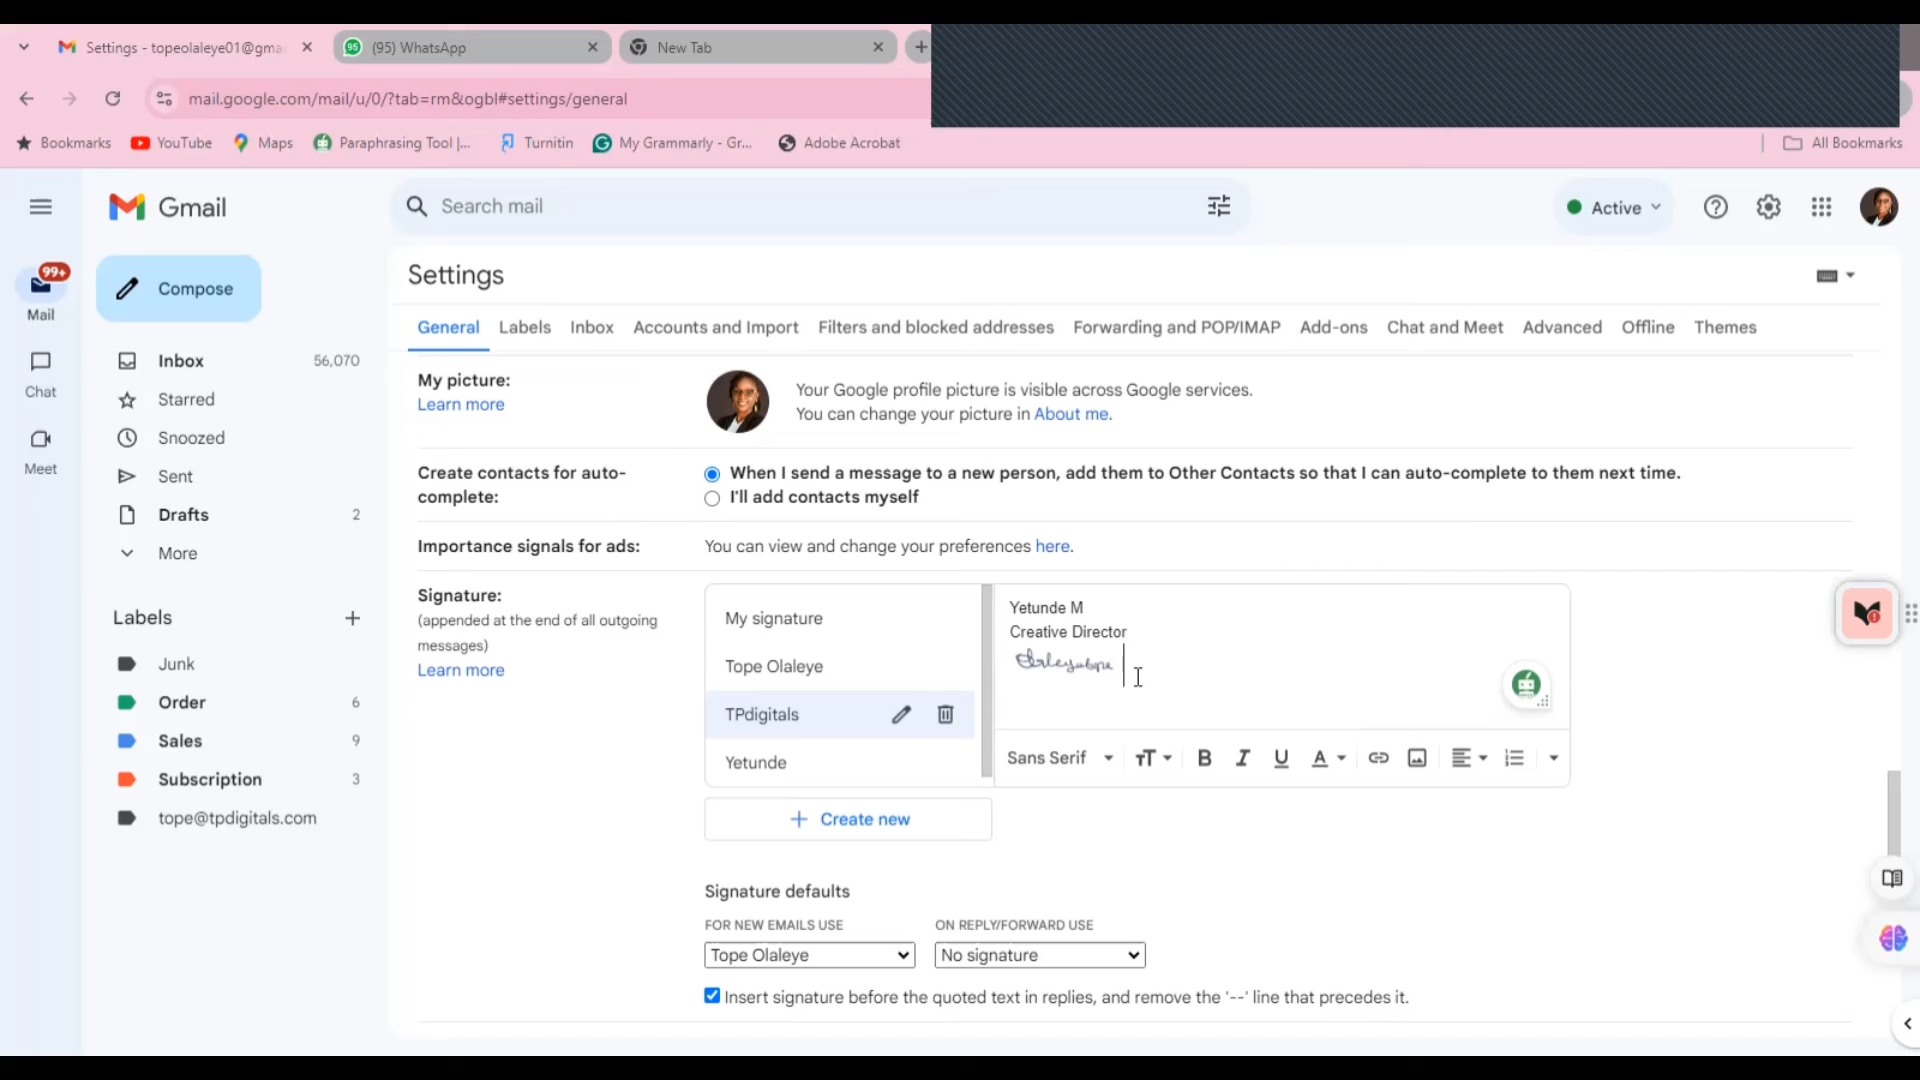 Settings - topeolaleye01@gma
(95) WhatsApp
New Tab
mail.google.com/mail/u/0/?tab=rm&ogbl#settings/general
Bookmarks
YouTube
Maps
Paraphrasing Tool |...
Turnitin
My Grammarly - Gr...
Adobe Acrobat
All Bookmarks
Gmail
Search mail
Active
99+
Mail
Chat
Meet
Compose
Inbox 56,070
Starred
Snoozed
Sent
Drafts 2
More
Labels
Junk
Order 6
Sales 9
Subscription 3
tope@tpdigitals.com
Settings
General
Labels
Inbox
Accounts and Import
Filters and blocked addresses
Forwarding and POP/IMAP
Add-ons
Chat and Meet
Advanced
Offline
Themes
My picture:
Learn more
Your Google profile picture is visible across Google services.
You can change your picture in About me.
Create contacts for auto-
complete:
When I send a message to a new person, add them to Other Contacts so that I can auto-complete to them next time.
I'll add contacts myself
Importance signals for ads:
You can view and change your preferences here.
Signature:
(appended at the end of all outgoing
messages)
Learn more
My signature
Tope Olaleye
TPdigitals
Yetunde
Yetunde M
Creative Director
Sans Serif
Create new
Signature defaults
FOR NEW EMAILS USE
Tope Olaleye
ON REPLY/FORWARD USE
No signature
Insert signature before the quoted text in replies, and remove the '--' line that precedes it.